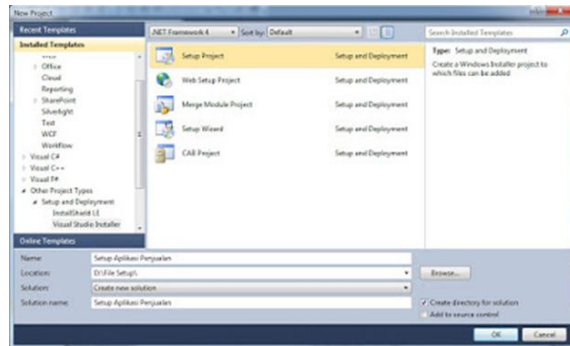 New Project
Recent Templates
.NET Framework 4
Sort by: Default
Search Installed Templates
Installed Templates
Office
Cloud
Reporting
SharePoint
Silverlight
Test
WCF
Workflow
Visual C#
Visual C++
Visual F#
Other Project Types
Setup and Deployment
InstallShield LE
Visual Studio Installer
Online Templates
Setup Project Setup and Deployment
Web Setup Project Setup and Deployment
Merge Module Project Setup and Deployment
Setup Wizard Setup and Deployment
CAB Project Setup and Deployment
Type: Setup and Deployment
Create a Windows Installer project to
which files can be added
Name: Setup Aplikasi Penjualan
Location: D:\File Setup\
Browse...
Solution: Create new solution
Solution name: Setup Aplikasi Penjualan
Create directory for solution
Add to source control
OK Cancel